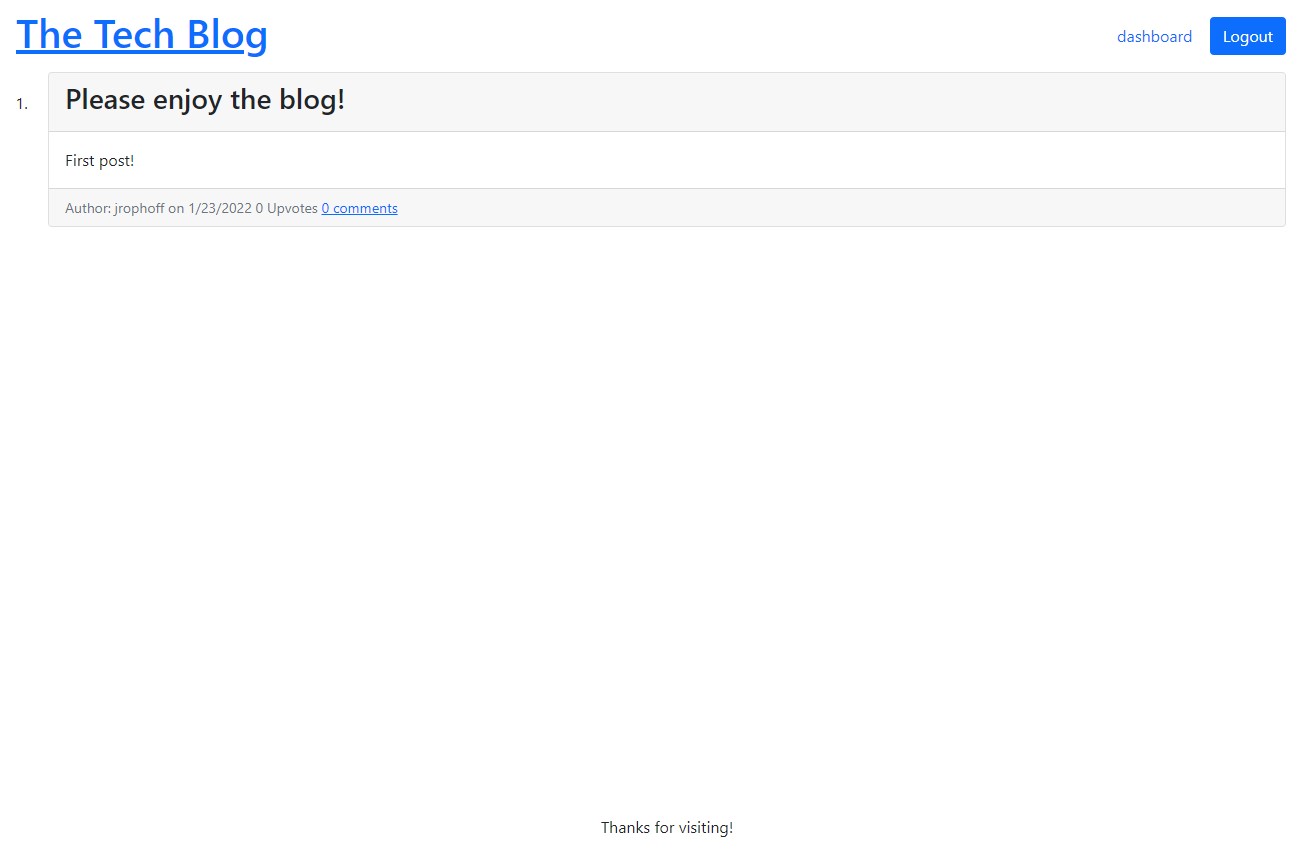 The Tech Blog
dashboard
Logout
1.
Please enjoy the blog!
First post!
Author: jrophoff on 1/23/2022 0 Upvotes 0 comments
Thanks for visiting!